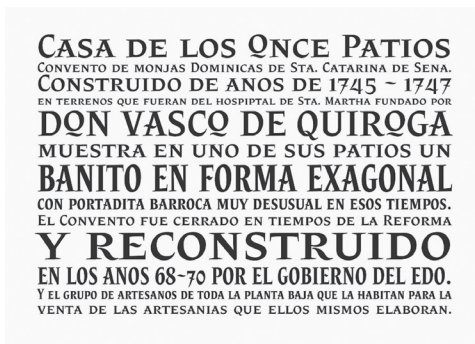 Casa de los Once Patios
Convento de monjas Dominicas de Sta. Catarina de Sena.
Construido de anos de 1745 ~ 1747
en terrenos que fueran del hospiptal de Sta. Martha fundado por
Don Vasco de Quiroga
muestra en uno de sus patios un
banito en forma exagonal
con portadita barroca muy desusual en esos tiempos.
El Convento fue cerrado en tiempos de la Reforma
y reconstruido
en los anos 68~70 por el gobierno del Edo.
Y el grupo de artesanos de toda la planta baja que la habitan para la
venta de las artesanias que ellos mismos elaboran.